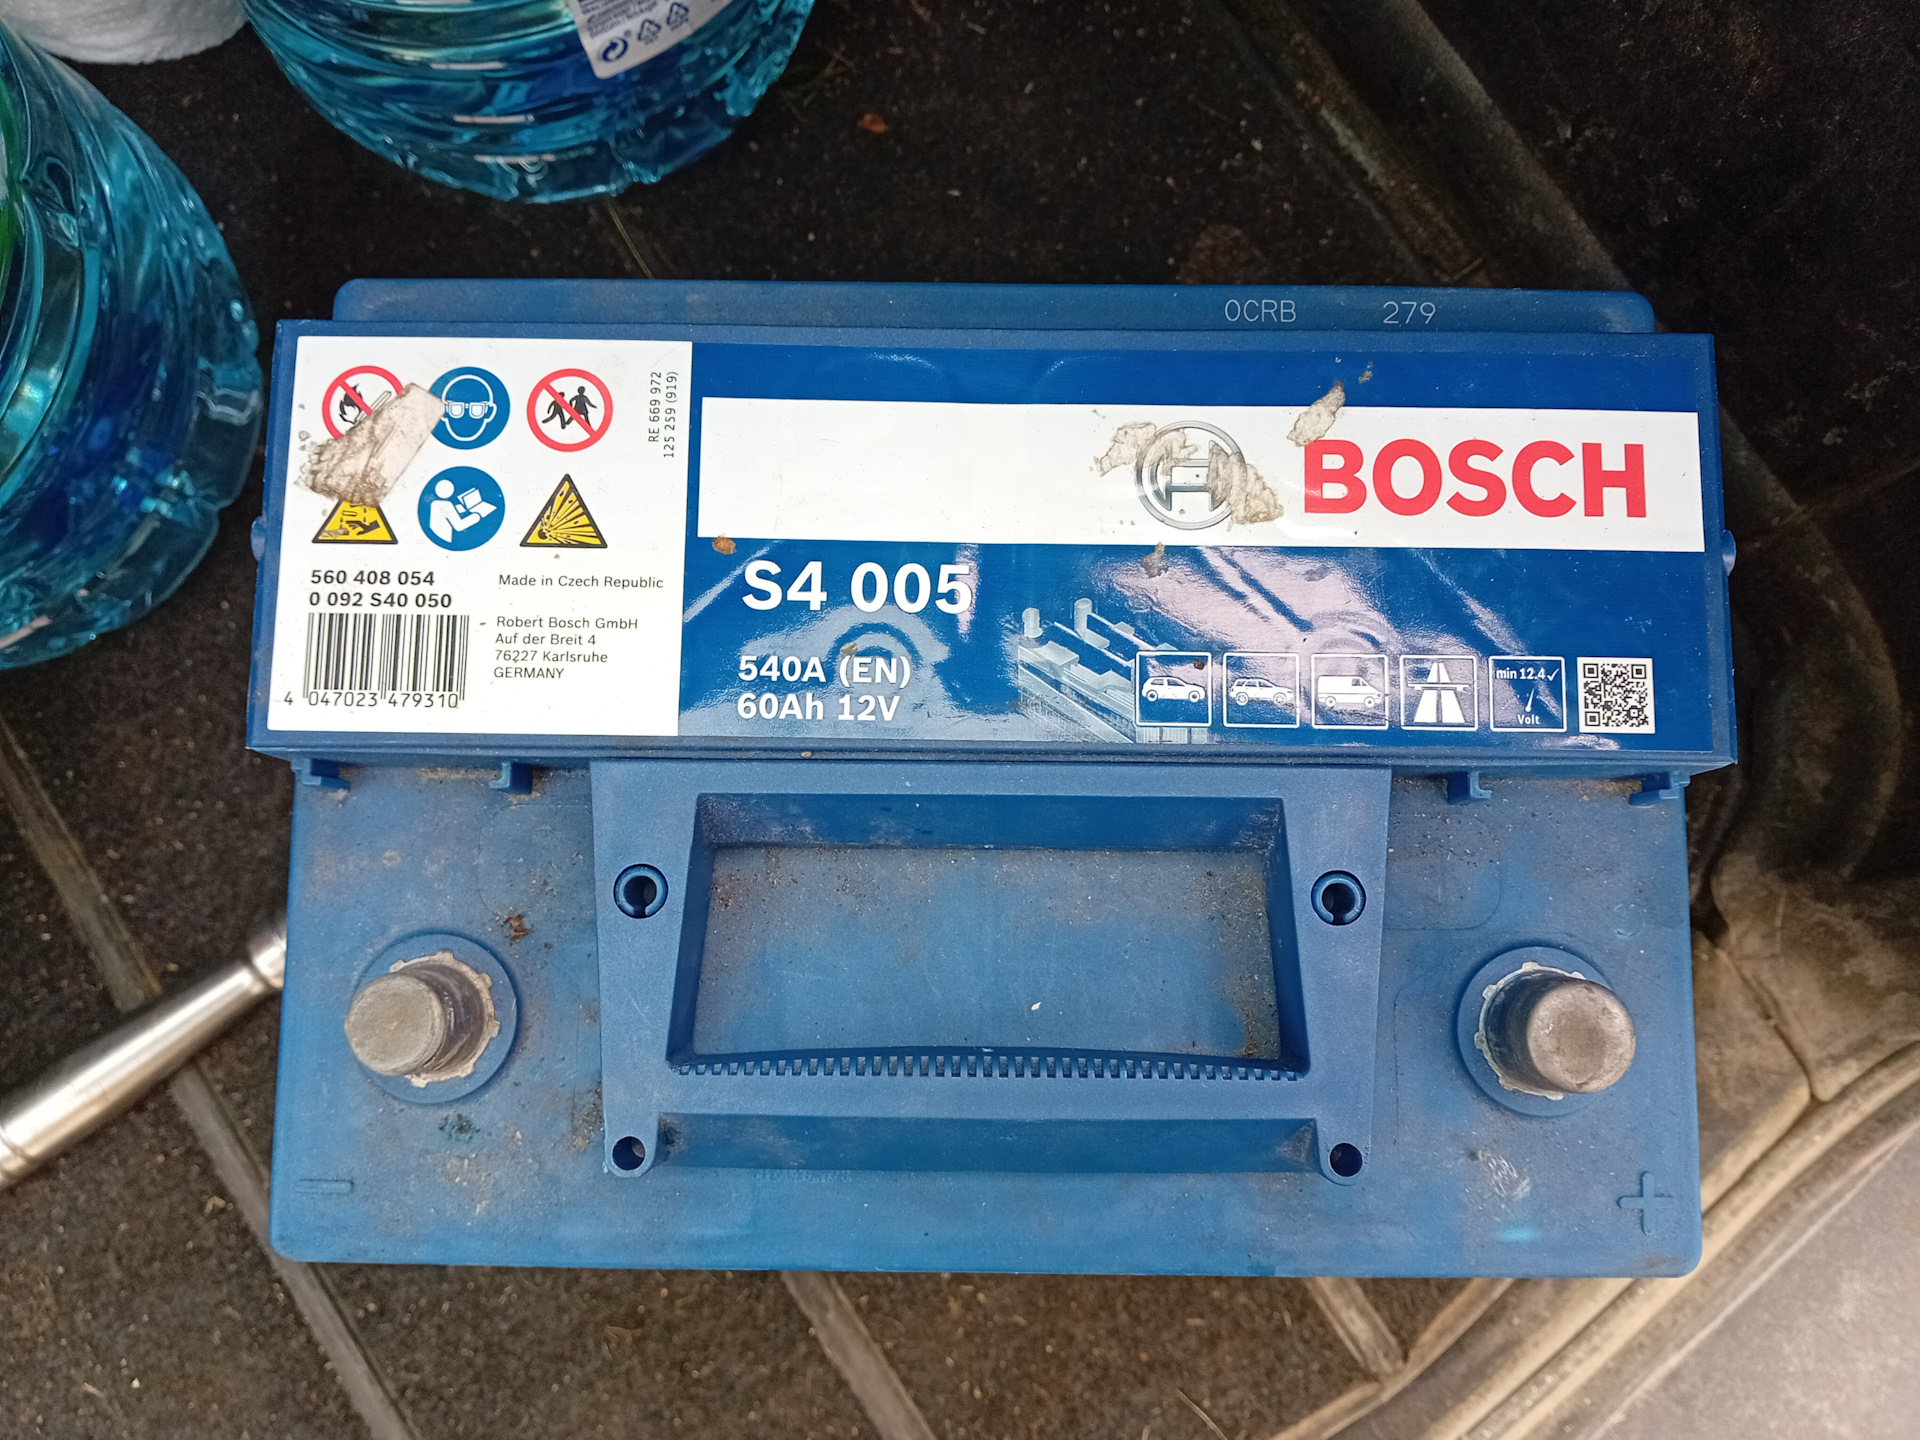 0CRB 279
RE 669 972
125 259 (919)
BOSCH
560 408 054
0 092 S40 050
Made in Czech Republic
Robert Bosch GmbH
Auf der Breit 4
76227 Karlsruhe
GERMANY
4 047023 479310
S4 005
540A (EN)
60Ah 12V
min 12.4✓
Volt
- +